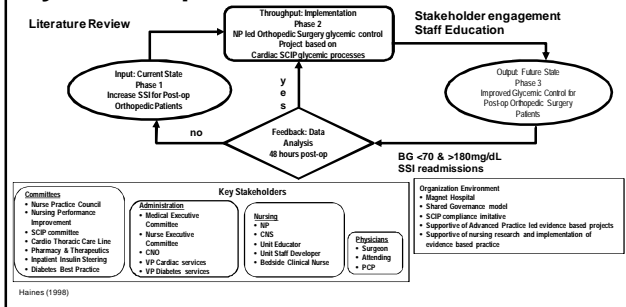 Literature Review
Throughput: Implementation
Phase 2
NP led Orthopedic Surgery glycemic control
Project based on
Cardiac SCIP glycemic processes
Stakeholder engagement
Staff Education
Input: Current State
Phase 1
Increase SSI for Post-op
Orthopedic Patients
y
e
s
Output: Future State
Phase 3
Improved Glycemic Control for
Post-op Orthopedic Surgery
Patients
no
Feedback: Data
Analysis
48 hours post-op
BG <70 & >180mg/dL
SSI readmissions
Key Stakeholders
Committees
• Nurse Practice Council
• Nursing Performance
Improvement
• SCIP committee
• Cardio Thoracic Care Line
• Pharmacy & Therapeutics
• Inpatient Insulin Steering
• Diabetes Best Practice
Administration
• Medical Executive
Committee
• Nurse Executive
Committee
• CNO
• VP Cardiac services
• VP Diabetes services
Nursing
• NP
• CNS
• Unit Educator
• Unit Staff Developer
• Bedside Clinical Nurse
Physicians
• Surgeon
• Attending
• PCP
Organization Environment
• Magnet Hospital
• Shared Governance model
• SCIP compliance imitative
• Supportive of Advanced Practice led evidence based projects
• Supportive of nursing research and implementation of
evidence based practice
Haines (1998)